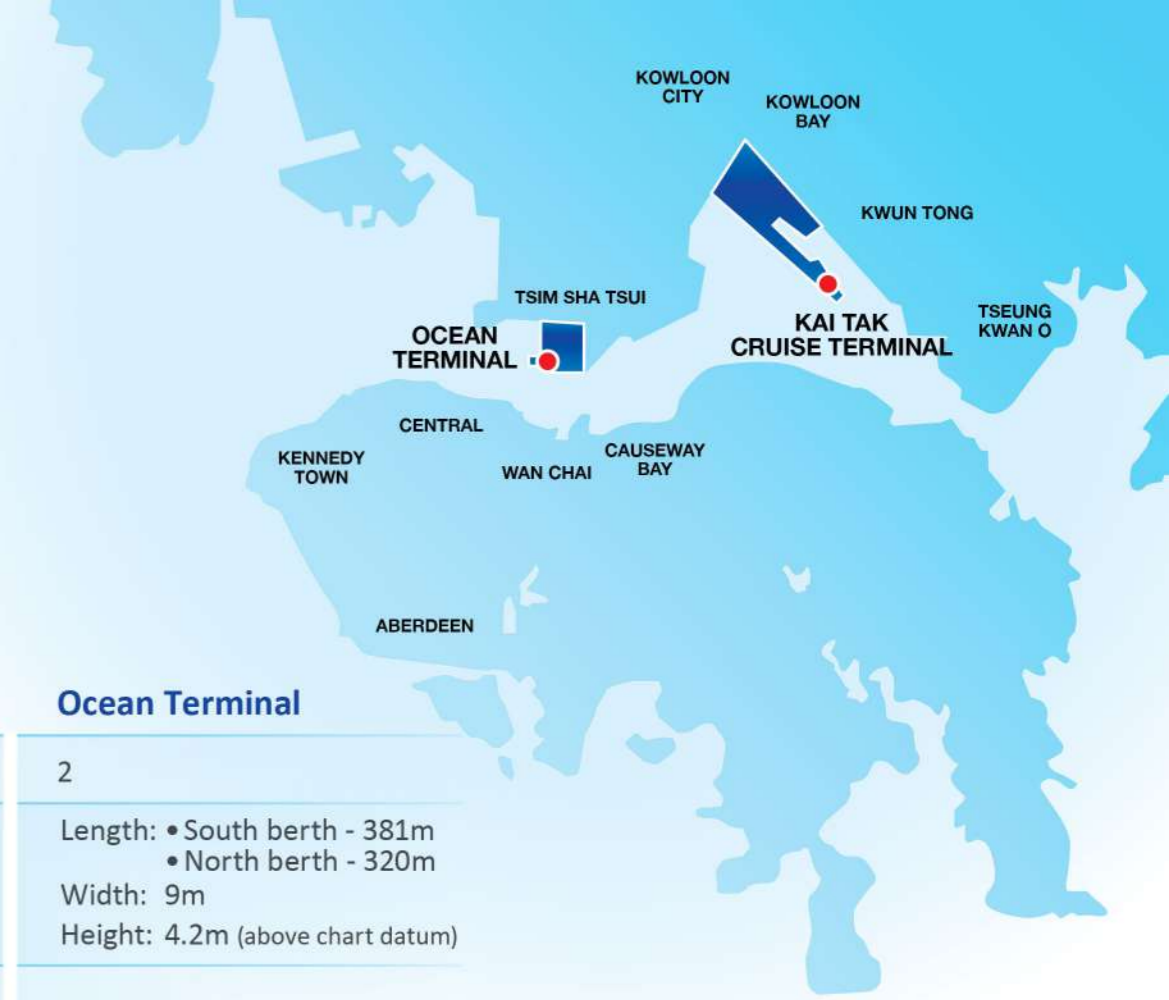 KOWLOON
CITY
KOWLOON
BAY
KWUN TONG
TSIM SHA TSUI
TSEUNG
KWAN O
OCEAN
TERMINAL
KAI TAK
CRUISE TERMINAL
CENTRAL
KENNEDY
TOWN
WAN CHAI
CAUSEWAY
BAY
ABERDEEN
Ocean Terminal
2
Length: • South berth - 381m
• North berth - 320m
Width: 9m
Height: 4.2m (above chart datum)